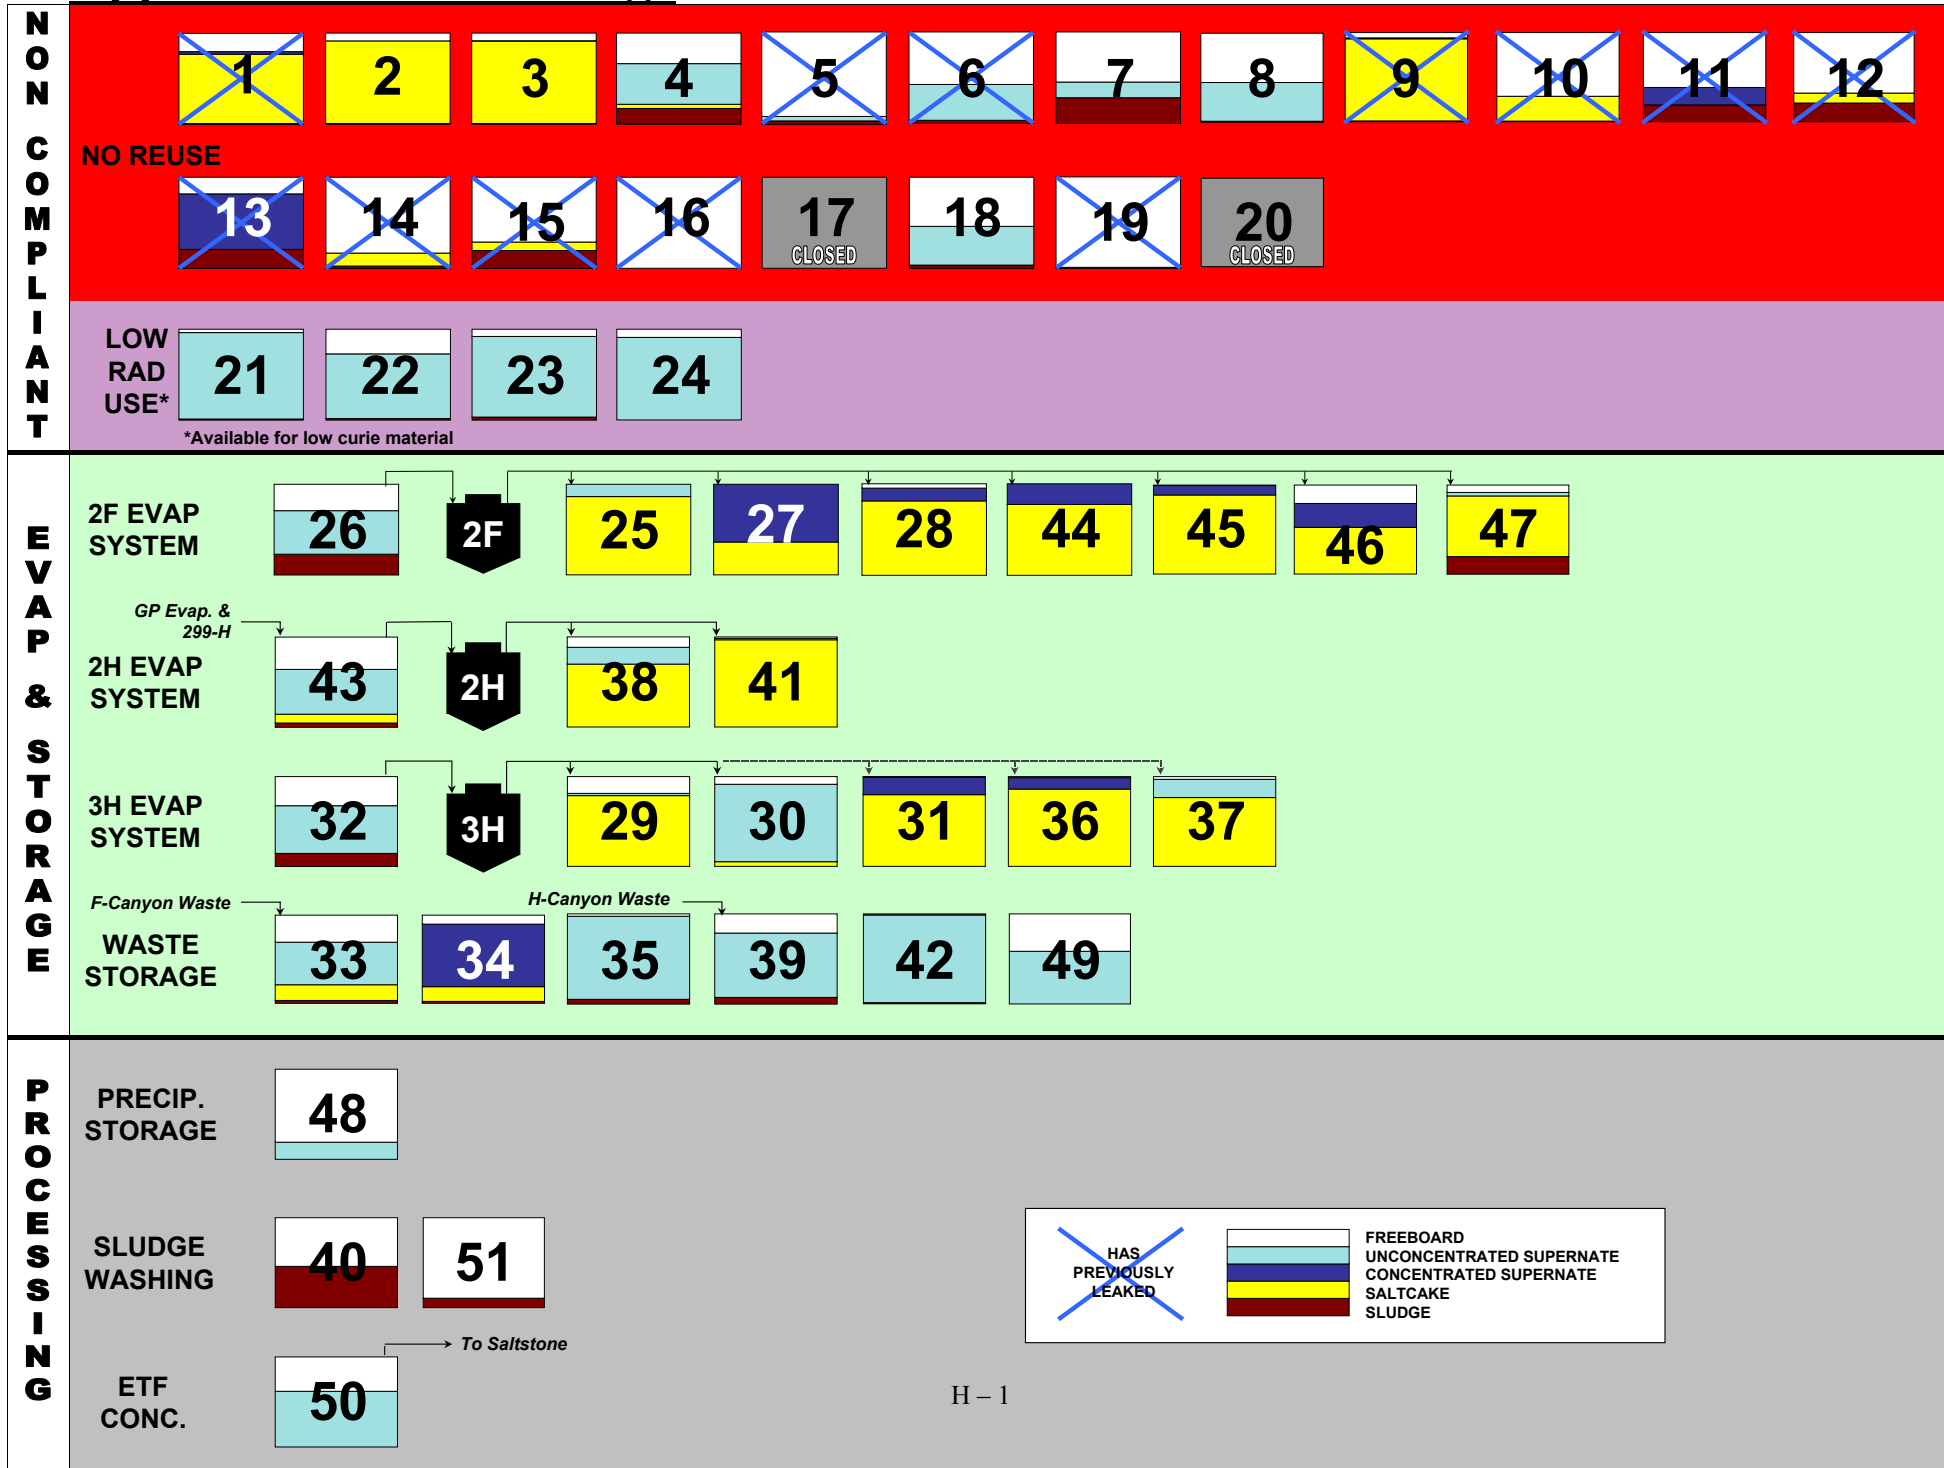 NON COMPLIANT
1 2 3 4 5 6 7 8 9 10 11 12
NO REUSE
13 14 15 16 17 18 19 20
CLOSED CLOSED
LOW
RAD
USE*
21 22 23 24
*Available for low curie material
EVAP & STORAGE
2F EVAP
SYSTEM
26 2F 25 27 28 44 45 46 47
GP Evap. &
299-H
2H EVAP
SYSTEM
43 2H 38 41
3H EVAP
SYSTEM
32 3H 29 30 31 36 37
F-Canyon Waste
H-Canyon Waste
WASTE
STORAGE
33 34 35 39 42 49
PROCESSING
PRECIP.
STORAGE
48
SLUDGE
WASHING
40 51
To Saltstone
ETF
CONC.
50
HAS
PREVIOUSLY
LEAKED
FREEBOARD
UNCONCENTRATED SUPERNATE
CONCENTRATED SUPERNATE
SALTCAKE
SLUDGE
H – 1